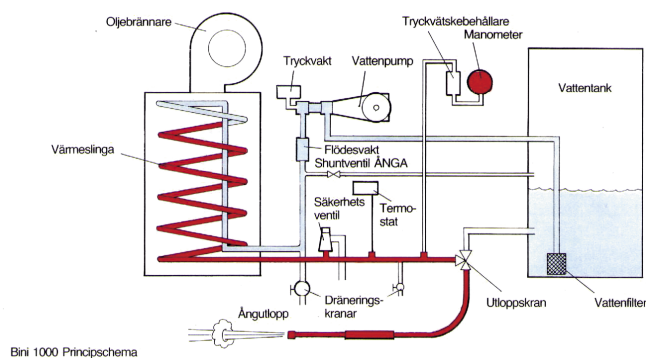 Oljebrännare
Tryckvätskebehållare
Manometer
Tryckvakt
Vattenpump
Vattentank
Värmeslinga
Flödesvakt
Shuntventil ÅNGA
Säkerhets
ventil
Termo-
stat
Dränerings-
kranar
Utloppskran
Vattenfilter
Ångutlopp
Bini 1000 Principschema